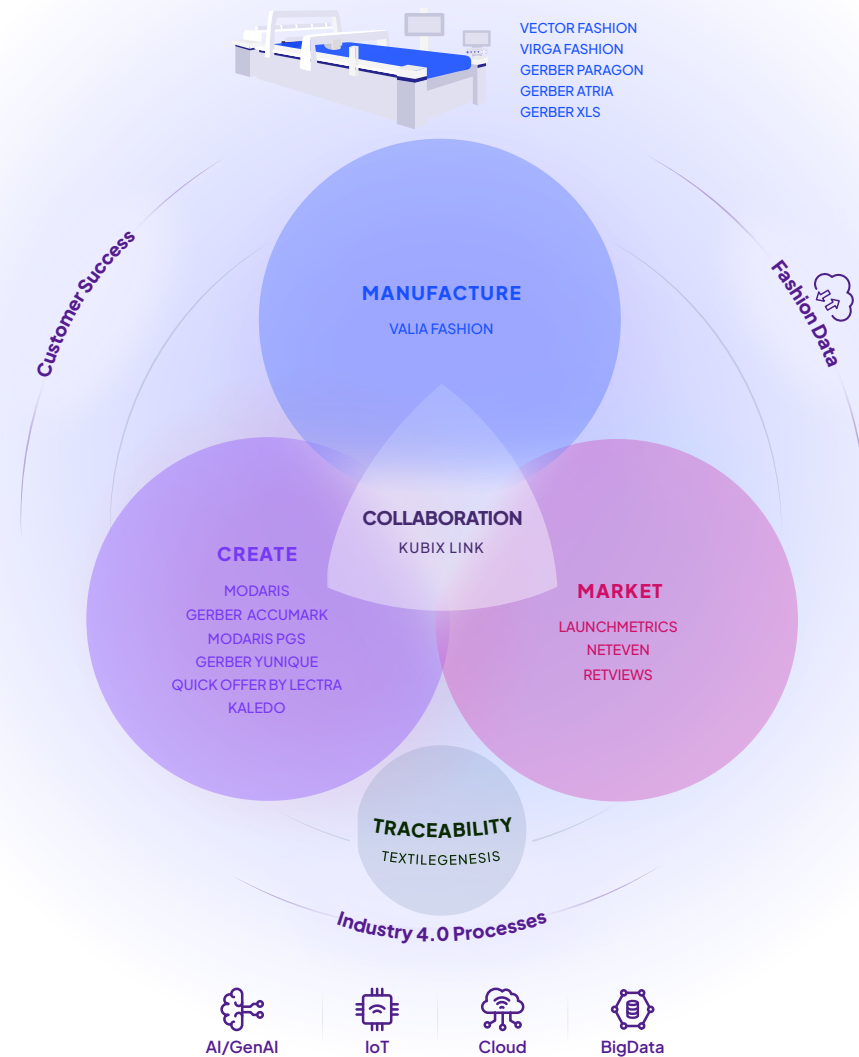 VECTOR FASHION
VIRGA FASHION
GERBER PARAGON
GERBER ATRIA
GERBER XLS
Customer Success
Fashion Data
MANUFACTURE
VALIA FASHION
COLLABORATION
KUBIX LINK
CREATE
MODARIS
GERBER ACCUMARK
MODARIS PGS
GERBER YUNIQUE
QUICK OFFER BY LECTRA
KALEDO
MARKET
LAUNCHMETRICS
NETEVEN
RETVIEWS
TRACEABILITY
TEXTILEGENESIS
Industry 4.0 Processes
AI/GenAI
IoT
Cloud
BigData